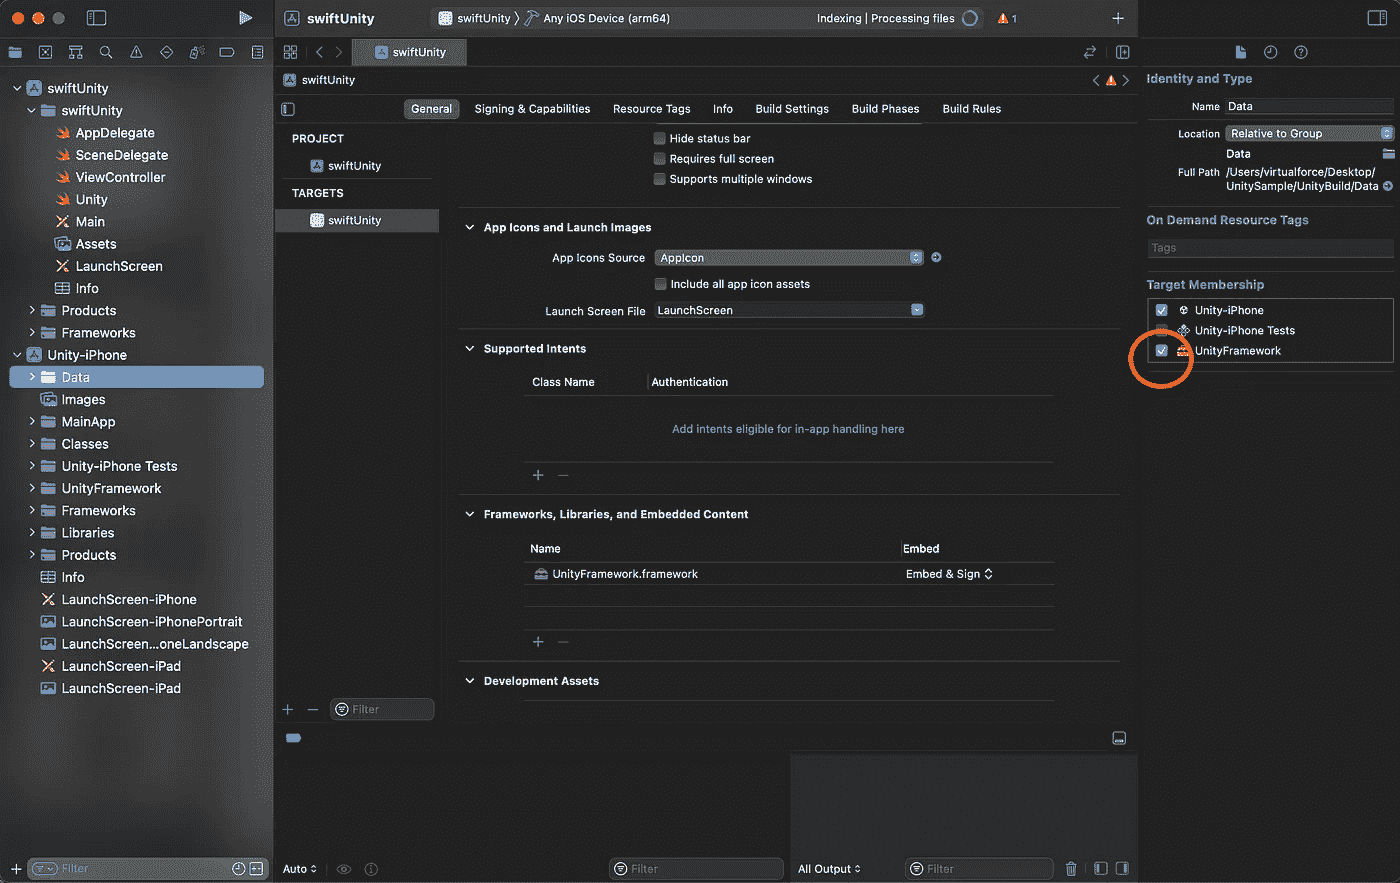 swiftUnity
swiftUnity
Any iOS Device (arm64)
Indexing | Processing files
1
swiftUnity
swiftUnity
General
Signing & Capabilities
Resource Tags
Info
Build Settings
Build Phases
Build Rules
swiftUnity
swiftUnity
AppDelegate
SceneDelegate
ViewController
Unity
Main
Assets
LaunchScreen
Info
Products
Frameworks
Unity-iPhone
Data
Images
MainApp
Classes
Unity-iPhone Tests
UnityFramework
Frameworks
Libraries
Products
Info
LaunchScreen-iPhone
LaunchScreen-iPhonePortrait
LaunchScreen...oneLandscape
LaunchScreen-iPad
LaunchScreen-iPad
Filter
PROJECT
swiftUnity
TARGETS
swiftUnity
Filter
Hide status bar
Requires full screen
Supports multiple windows
App Icons and Launch Images
App Icons Source
AppIcon
Include all app icon assets
Launch Screen File
LaunchScreen
Supported Intents
Class Name
Authentication
Add intents eligible for in-app handling here
Frameworks, Libraries, and Embedded Content
Name
Embed
UnityFramework.framework
Embed & Sign
Development Assets
Auto
Filter
All Output
Filter
Identity and Type
Name
Data
Location
Relative to Group
Data
Full Path
/Users/virtualforce/Desktop/
UnitySample/UnityBuild/Data
On Demand Resource Tags
Tags
Target Membership
Unity-iPhone
Unity-iPhone Tests
UnityFramework